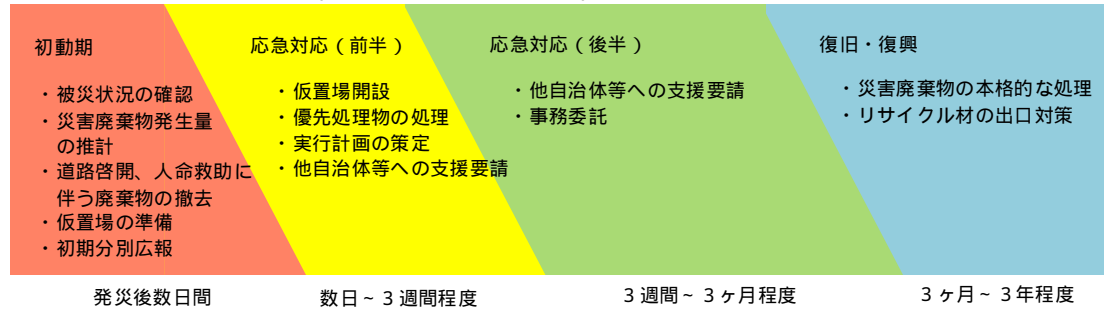 初動期
・被災状況の確認
・災害廃棄物発生量
の推計
・道路啓開、人命救助に
伴う廃棄物の撤去
・仮置場の準備
・初期分別広報
応急対応(前半)
・仮置場開設
・優先処理物の処理
・実行計画の策定
・他自治体等への支援要請
応急対応(後半)
・他自治体等への支援要請
・事務委託
復旧・復興
・災害廃棄物の本格的な処理
・リサイクル材の出口対策
発災後数日間
数日~3週間程度
3週間~3ヶ月程度
3ヶ月~3年程度